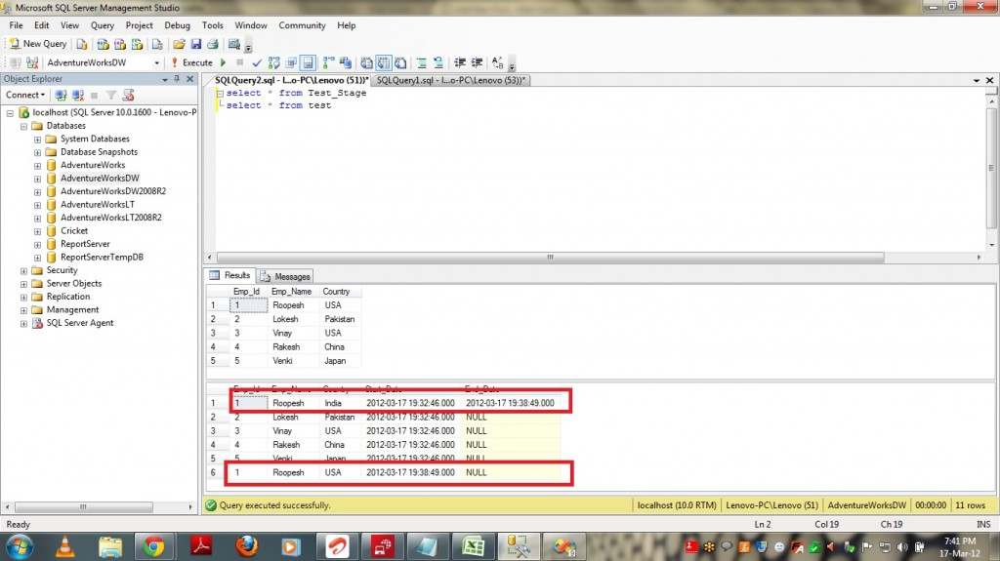 Microsoft SQL Server Management Studio
File Edit View Query Project Debug Tools Window Community Help
New Query
AdventureWorksDW Execute
Object Explorer
SQLQuery2.sql - l...o-PC\Lenovo (51))* SQLQuery1.sql - l...o-PC\Lenovo (53))*
Connect
select * from Test_Stage
select * from test
localhost (SQL Server 10.0.1600 - Lenovo-P
Databases
System Databases
Database Snapshots
AdventureWorks
AdventureWorksDW
AdventureWorksDW2008R2
AdventureWorksLT
AdventureWorksLT2008R2
Cricket
ReportServer
ReportServerTempDB
Security
Server Objects
Replication
Management
SQL Server Agent
Results Messages
Emp_Id Emp_Name Country
1 1 Roopesh USA
2 2 Lokesh Pakistan
3 3 Vinay USA
4 4 Rakesh China
5 5 Venki Japan
Emp_Id Emp_Name Country Start_Date End_Date
1 1 Roopesh India 2012-03-17 19:32:46.000 2012-03-17 19:38:49.000
2 2 Lokesh Pakistan 2012-03-17 19:32:46.000 NULL
3 3 Vinay USA 2012-03-17 19:32:46.000 NULL
4 4 Rakesh China 2012-03-17 19:32:46.000 NULL
5 5 Venki Japan 2012-03-17 19:32:46.000 NULL
6 1 Roopesh USA 2012-03-17 19:38:49.000 NULL
Query executed successfully. localhost (10.0 RTM) Lenovo-PC\Lenovo (51) AdventureWorksDW 00:00:00 11 rows
Ready Ln 2 Col 19 Ch 19 INS
7:41 PM
17-Mar-12